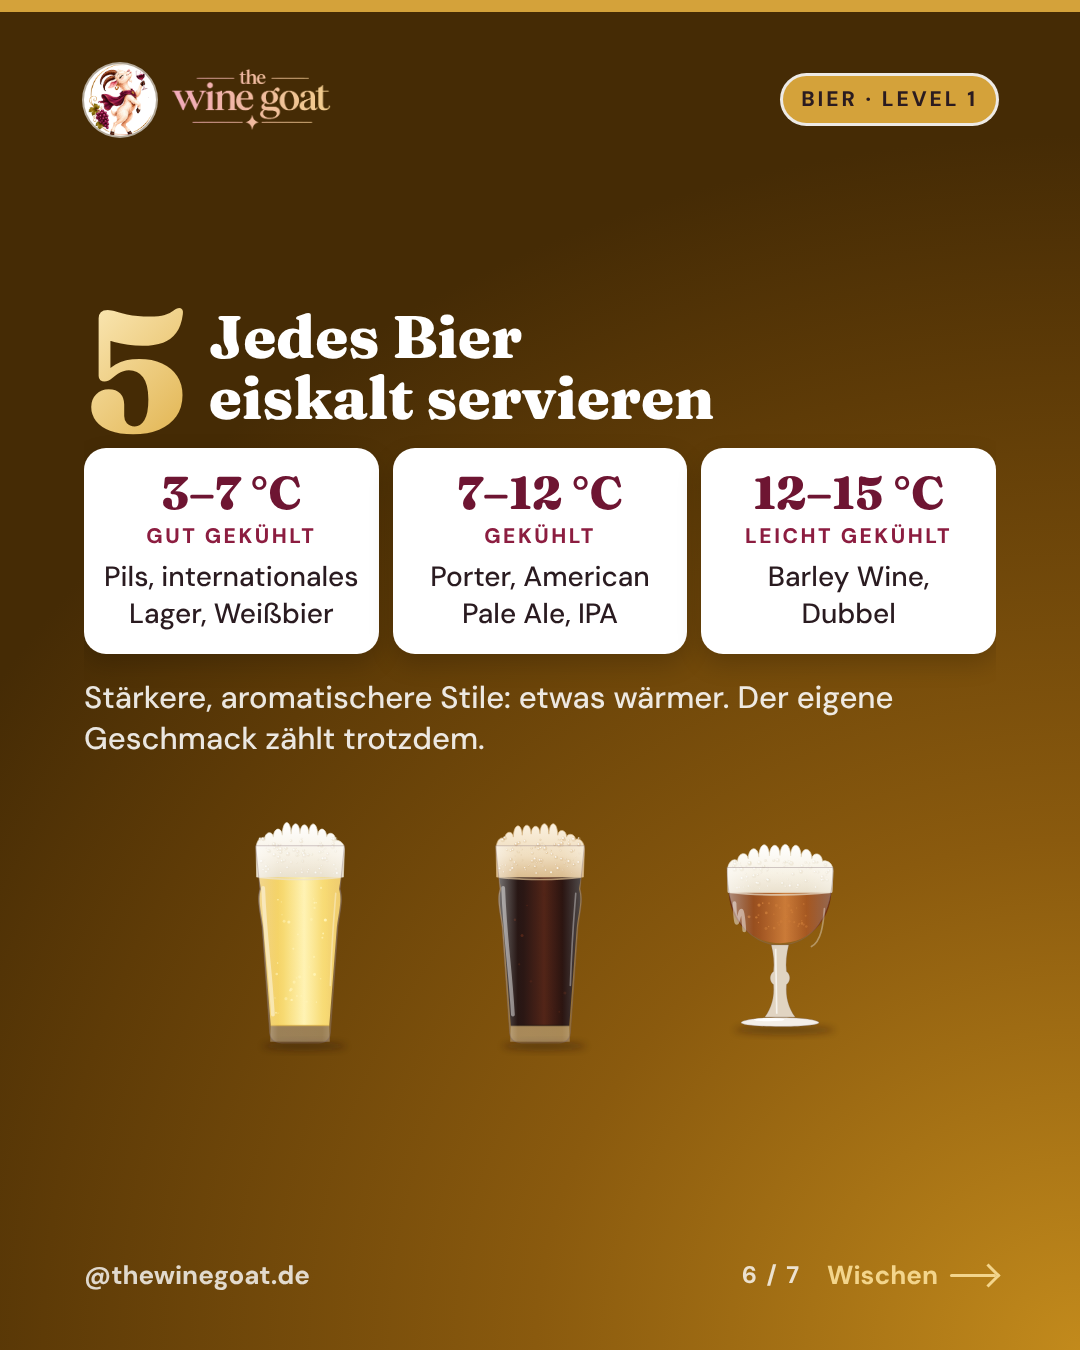 the
wine goat
BIER · LEVEL 1
5
Jedes Bier
eiskalt servieren
3–7 °C
GUT GEKÜHLT
Pils, internationales
Lager, Weißbier
7–12 °C
GEKÜHLT
Porter, American
Pale Ale, IPA
12–15 °C
LEICHT GEKÜHLT
Barley Wine,
Dubbel
Stärkere, aromatischere Stile: etwas wärmer. Der eigene
Geschmack zählt trotzdem.
@thewinegoat.de
6 / 7
Wischen